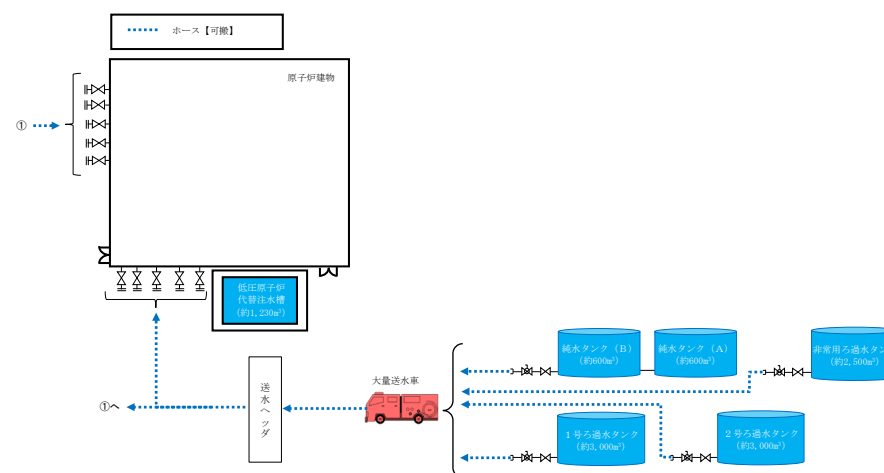 ホース【可搬】
原子炉建物
①
低圧原子炉
代替注水槽
(約1,230m³)
純水タンク(B)
(約600m³)
純水タンク(A)
(約600m³)
非常用ろ過水タン
(約2,500m³)
大量送水車
送水ヘッダ
①へ
1号ろ過水タンク
(約3,000m³)
2号ろ過水タンク
(約3,000m³)